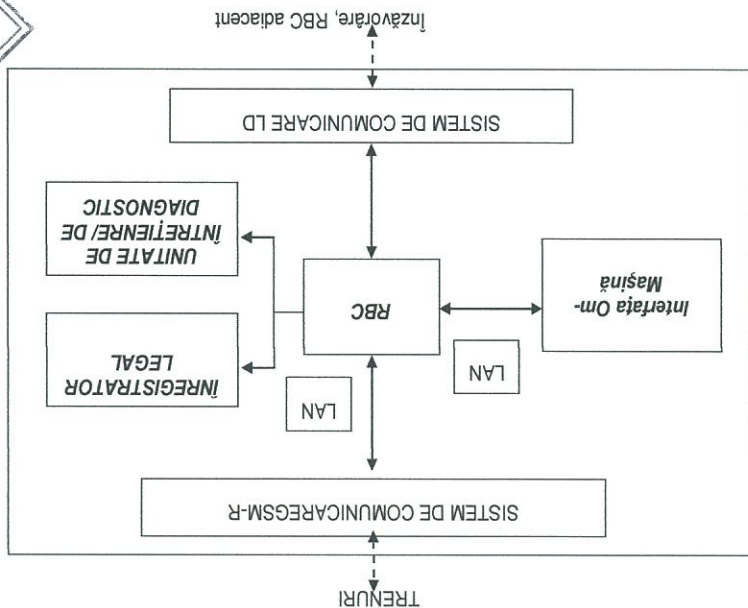 TRENURI
SISTEM DE COMUNICAREGSM-R
LAN
ÎNREGISTRATOR
LEGAL
LAN
Interfața Om-
Mașină
RBC
UNITATE DE
ÎNTREȚIENRE/ DE
DIAGNOSTIC
SISTEM DE COMUNICARE LD
Înzăvorâre, RBC adiacent